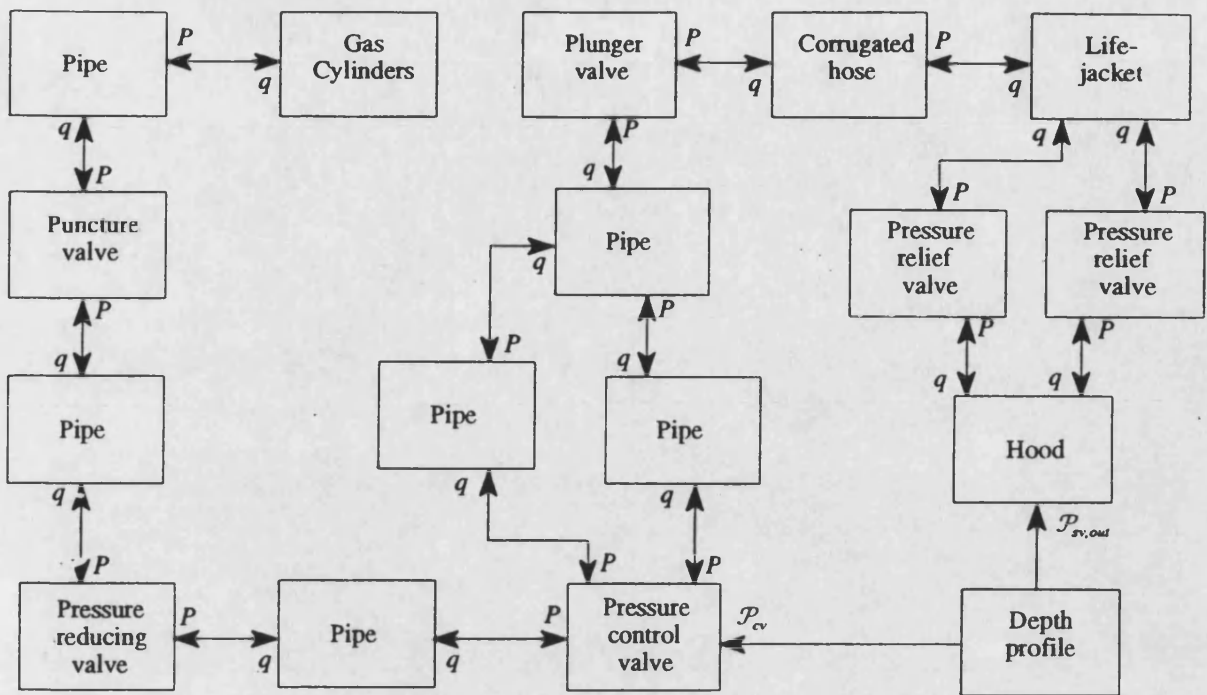 Pipe
P
q
Gas
Cylinders
Plunger
valve
P
q
Corrugated
hose
P
q
Life-
jacket
q
P
P
q
q
q
P
Puncture
valve
P
q
Pipe
q
P
Pressure
relief
valve
P
Pressure
relief
valve
P
q
P
P
P
q
Pipe
q
Pipe
q
Pipe
q
q
q
Hood
P
P
P
𝒫sv,out
Pressure
reducing
valve
P
q
Pipe
P
q
Pressure
control
valve
𝒫cv
Depth
profile